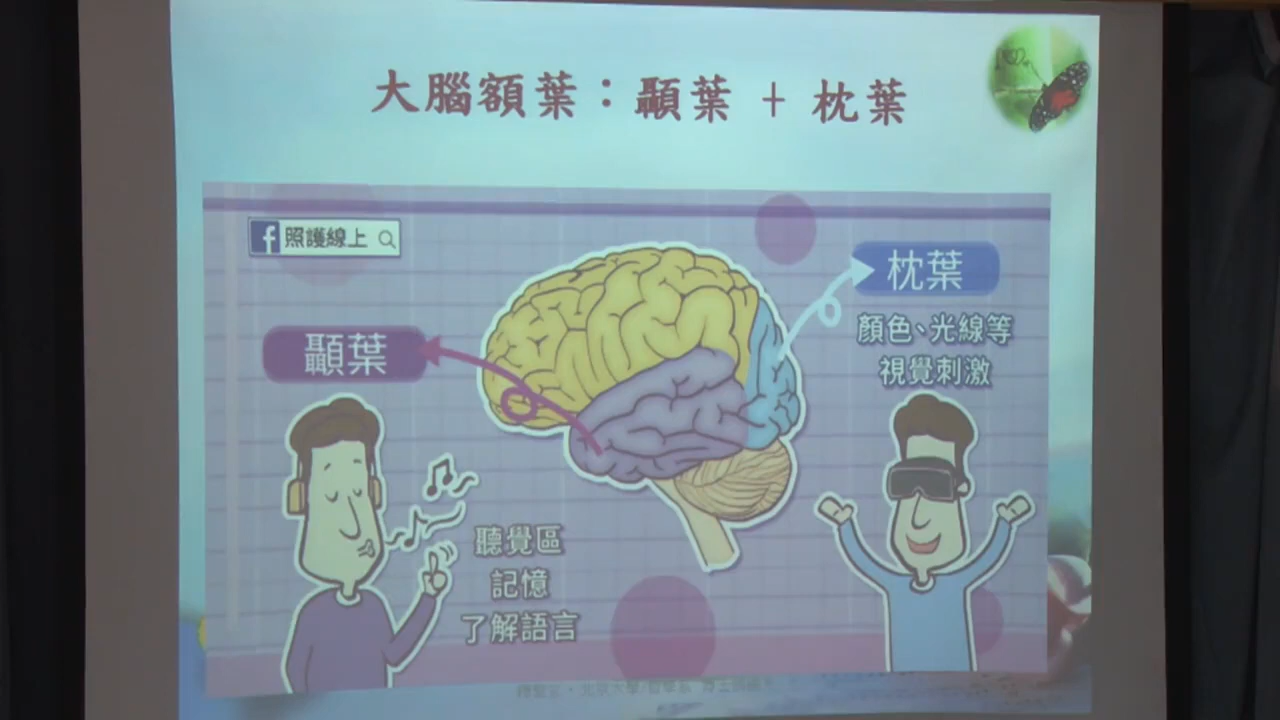 大腦額葉：顳葉 + 枕葉
f 照護線上
枕葉
顏色、光線等
視覺刺激
顳葉
聽覺區
記憶
了解語言